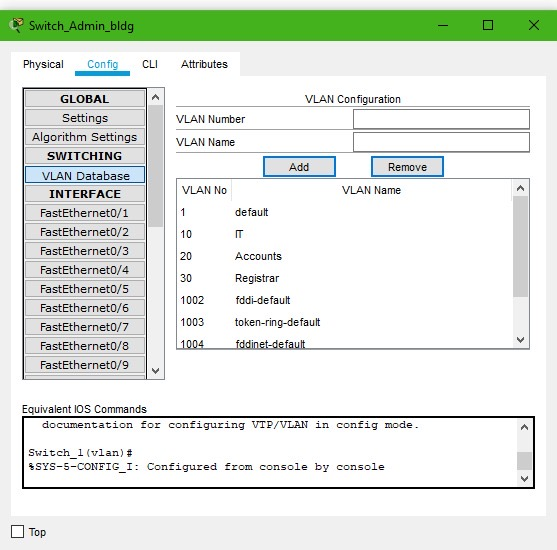 Switch_Admin_bldg
Physical Config CLI Attributes
GLOBAL
Settings
Algorithm Settings
SWITCHING
VLAN Database
INTERFACE
FastEthernet0/1
FastEthernet0/2
FastEthernet0/3
FastEthernet0/4
FastEthernet0/5
FastEthernet0/6
FastEthernet0/7
FastEthernet0/8
FastEthernet0/9
VLAN Configuration
VLAN Number
VLAN Name
Add Remove
VLAN No VLAN Name
1 default
10 IT
20 Accounts
30 Registrar
1002 fddi-default
1003 token-ring-default
1004 fddinet-default
Equivalent IOS Commands
documentation for configuring VTP/VLAN in config mode.
Switch_1(vlan)#
%SYS-5-CONFIG_I: Configured from console by console
Top